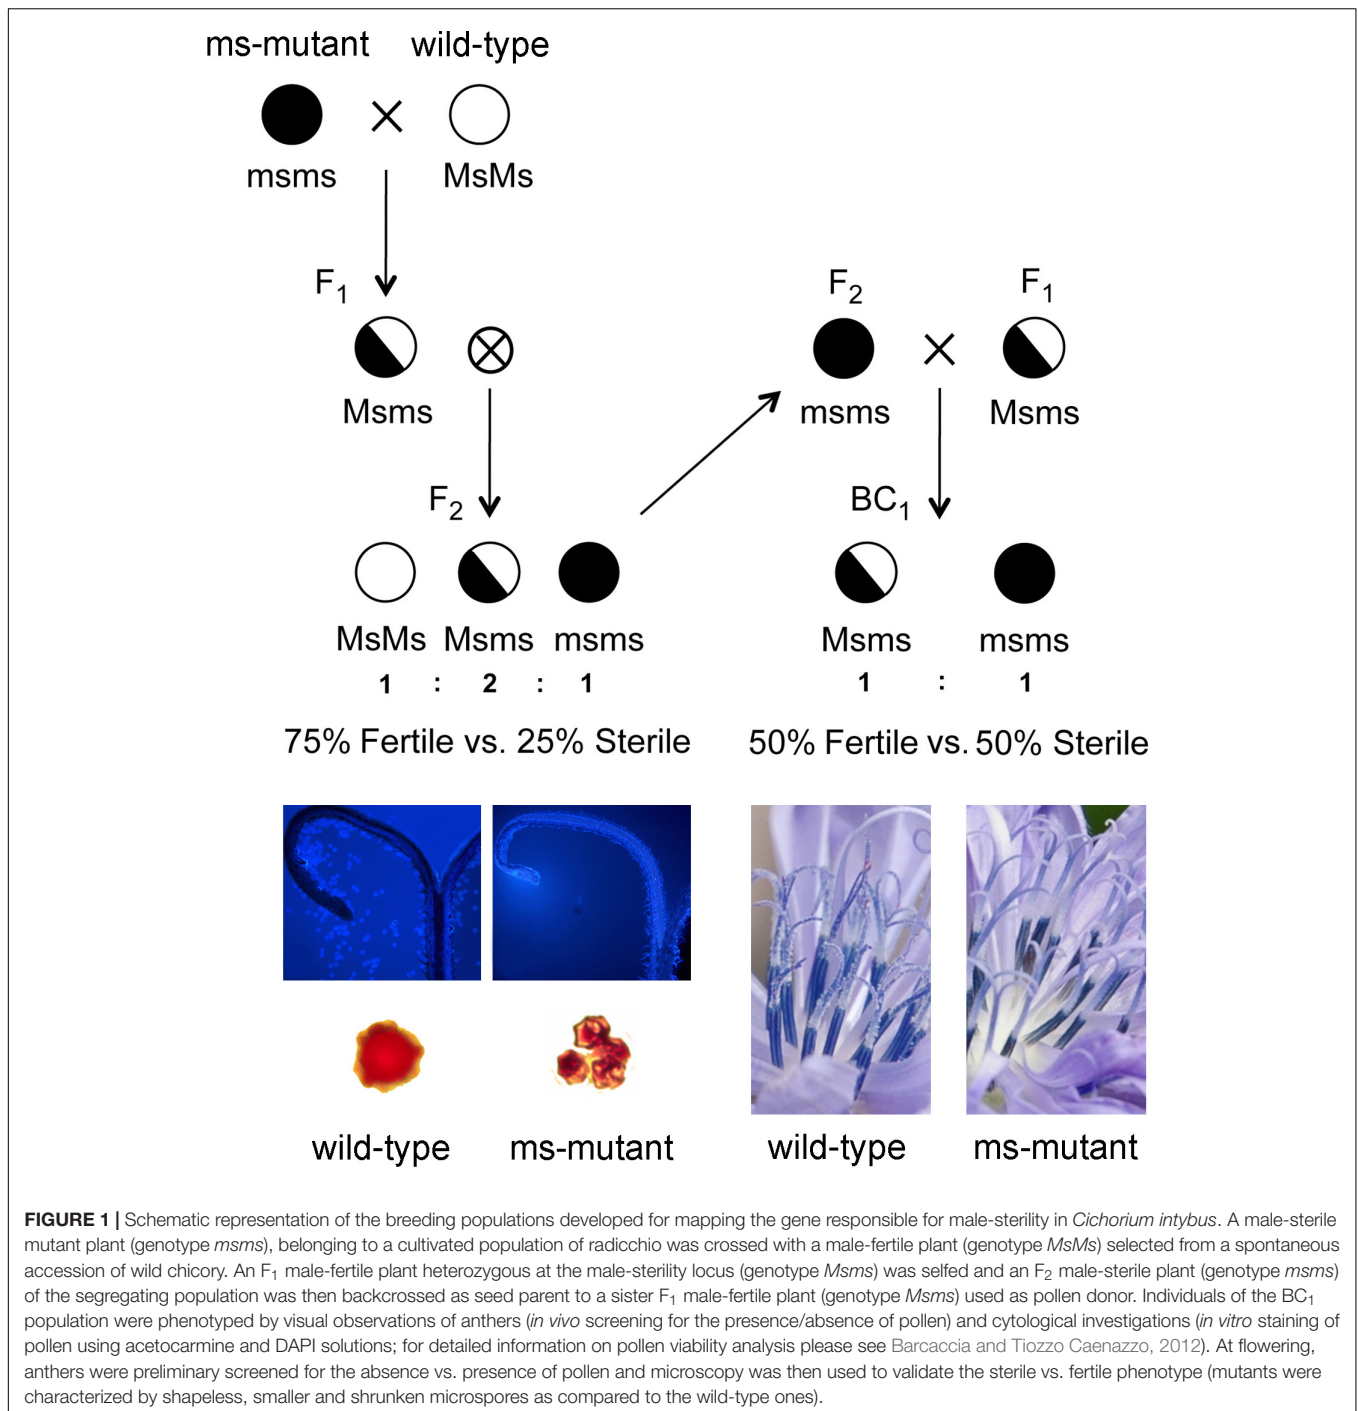 ms-mutant wild-type
msms MsMs
F1
Msms
F2 F1
msms Msms
F2
MsMs Msms msms
1 : 2 : 1
75% Fertile vs. 25% Sterile
BC1
Msms msms
1 : 1
50% Fertile vs. 50% Sterile
wild-type ms-mutant wild-type ms-mutant
FIGURE 1 | Schematic representation of the breeding populations developed for mapping the gene responsible for male-sterility in Cichorium intybus. A male-sterile
mutant plant (genotype msms), belonging to a cultivated population of radicchio was crossed with a male-fertile plant (genotype MsMs) selected from a spontaneous
accession of wild chicory. An F1 male-fertile plant heterozygous at the male-sterility locus (genotype Msms) was selfed and an F2 male-sterile plant (genotype msms)
of the segregating population was then backcrossed as seed parent to a sister F1 male-fertile plant (genotype Msms) used as pollen donor. Individuals of the BC1
population were phenotyped by visual observations of anthers (in vivo screening for the presence/absence of pollen) and cytological investigations (in vitro staining of
pollen using acetocarmine and DAPI solutions; for detailed information on pollen viability analysis please see Barcaccia and Tiozzo Caenazzo, 2012). At flowering,
anthers were preliminary screened for the absence vs. presence of pollen and microscopy was then used to validate the sterile vs. fertile phenotype (mutants were
characterized by shapeless, smaller and shrunken microspores as compared to the wild-type ones).